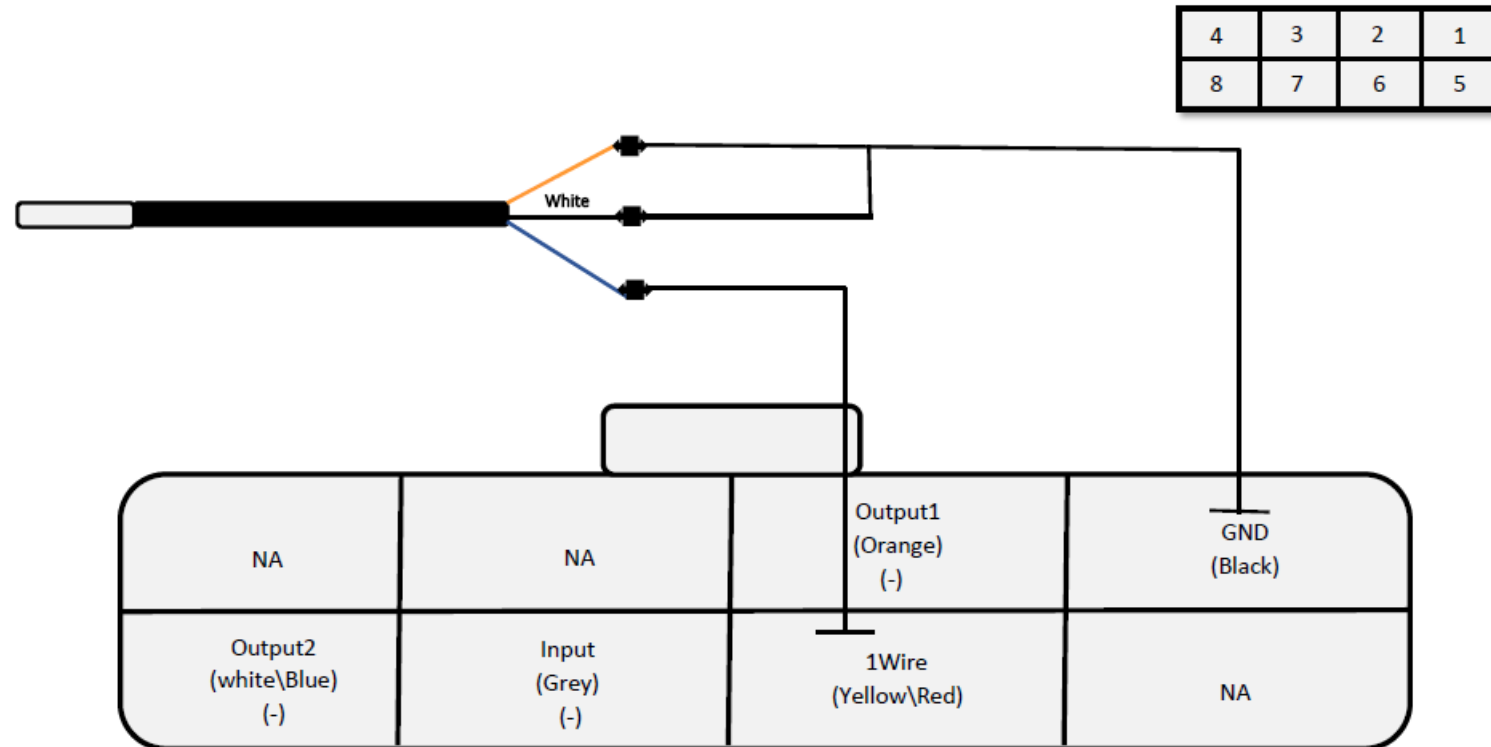 4 3 2 1
8 7 6 5
White
NA
NA
Output1
(Orange)
(-)
GND
(Black)
Output2
(white\Blue)
(-)
Input
(Grey)
(-)
1Wire
(Yellow\Red)
NA